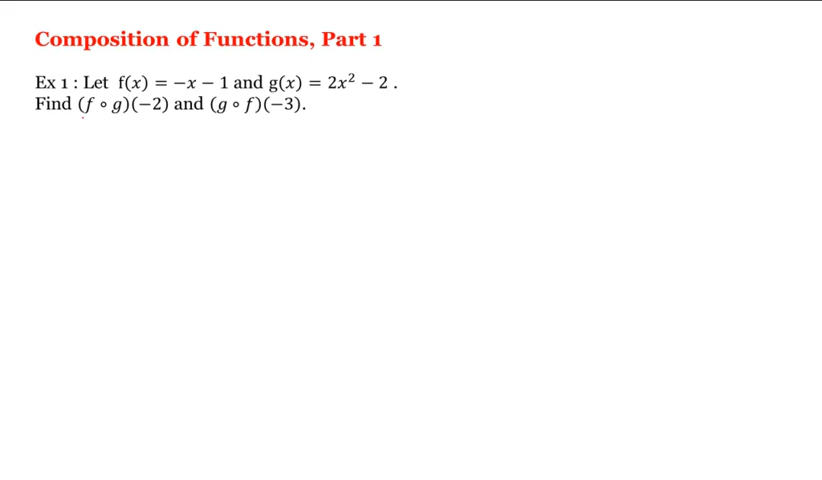 Composition of Functions, Part 1
Ex 1 : Let f(x) = −x − 1 and g(x) = 2x² − 2 .
Find (f ∘ g)(−2) and (g ∘ f)(−3).